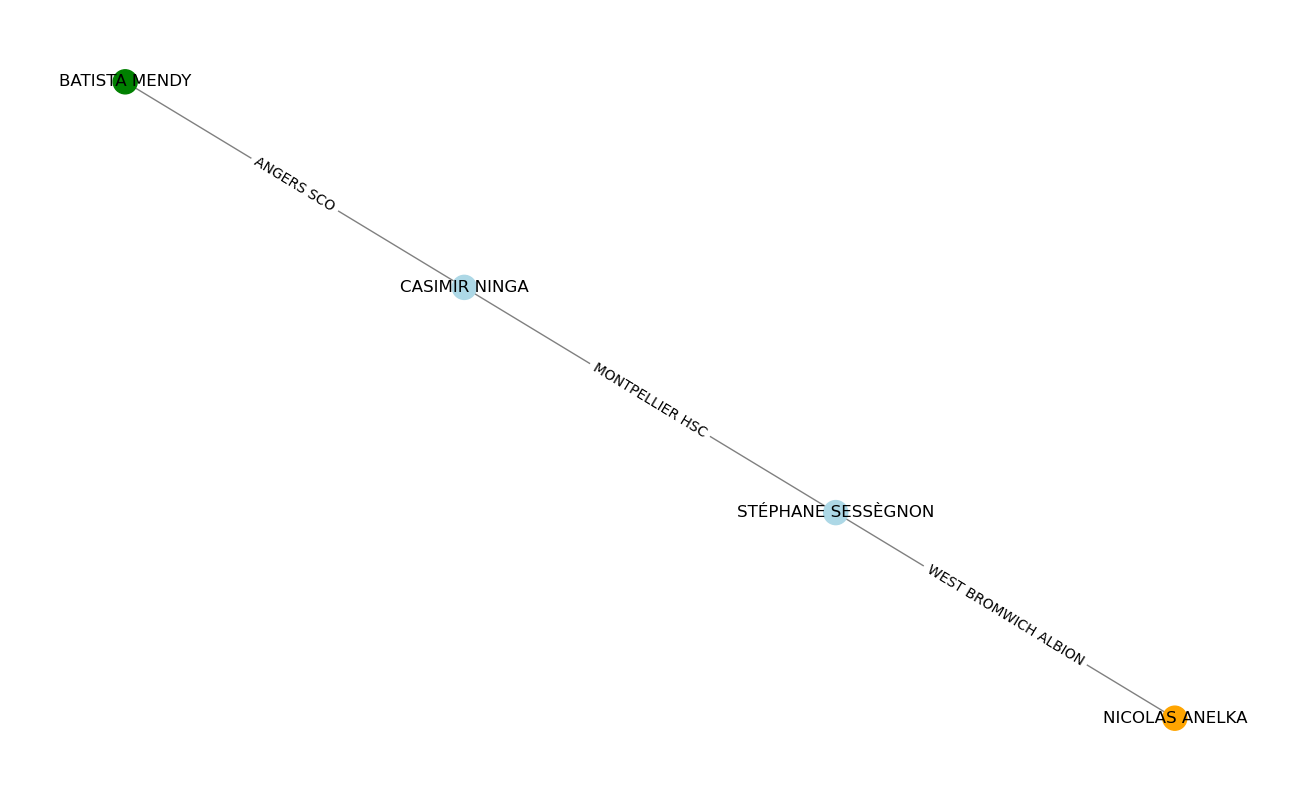 BATISTA MENDY
ANGERS SCO
CASIMIR NINGA
MONTPELLIER HSC
STÉPHANE SESSÈGNON
WEST BROMWICH ALBION
NICOLAS ANELKA